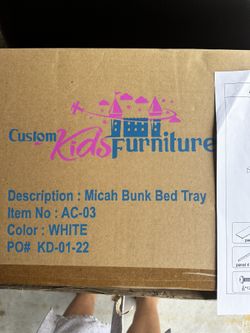 Custom
Kids Furniture
Description : Micah Bunk Bed Tray
Item No : AC-03
Color : WHITE
PO# KD-01-22